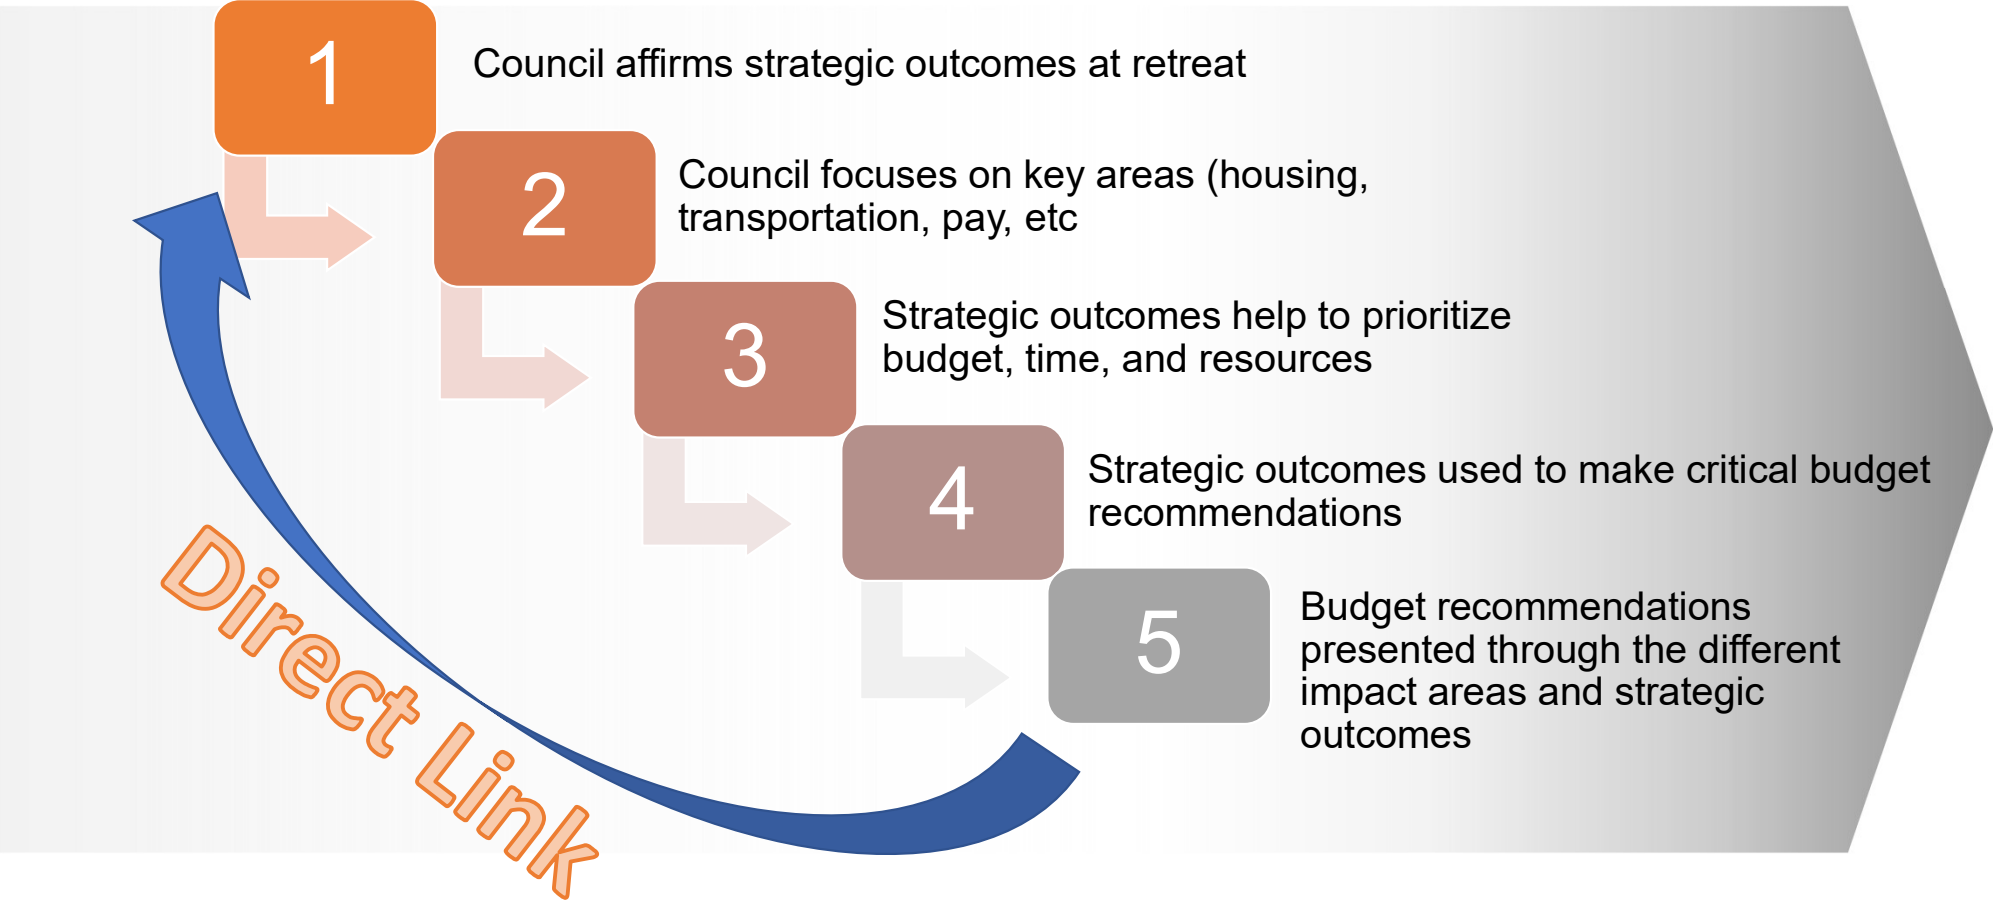 1
Council affirms strategic outcomes at retreat
2
Council focuses on key areas (housing,
transportation, pay, etc
3
Strategic outcomes help to prioritize
budget, time, and resources
4
Strategic outcomes used to make critical budget
recommendations
5
Budget recommendations
presented through the different
impact areas and strategic
outcomes
Direct Link